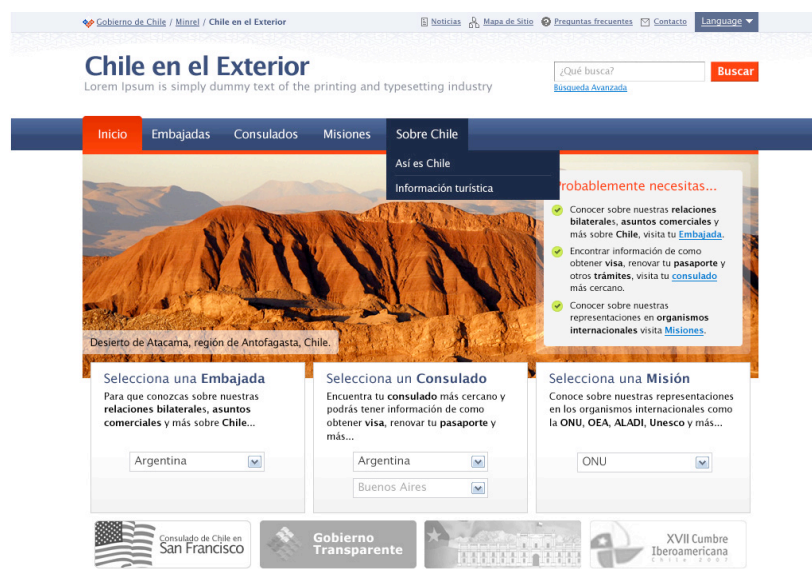 Gobierno de Chile / Minrel / Chile en el Exterior
Noticias Mapa de Sitio Preguntas frecuentes Contacto Language
Chile en el Exterior
Lorem Ipsum is simply dummy text of the printing and typesetting industry
¿Qué busca?
Buscar
Búsqueda Avanzada
Inicio Embajadas Consulados Misiones Sobre Chile
Así es Chile
Información turística
Probablemente necesitas...
Conocer sobre nuestras relaciones
bilaterales, asuntos comerciales y
más sobre Chile, visita tu Embajada.
Encontrar información de como
obtener visa, renovar tu pasaporte y
otros trámites, visita tu consulado
más cercano.
Conocer sobre nuestras
representaciones en organismos
internacionales visita Misiones.
Desierto de Atacama, región de Antofagasta, Chile.
Selecciona una Embajada
Para que conozcas sobre nuestras
relaciones bilaterales, asuntos
comerciales y más sobre Chile...
Argentina
Selecciona un Consulado
Encuentra tu consulado más cercano y
podrás tener información de como
obtener visa, renovar tu pasaporte y
más...
Argentina
Buenos Aires
Selecciona una Misión
Conoce sobre nuestras representaciones
en los organismos internacionales como
la ONU, OEA, ALADI, Unesco y más...
ONU
Consulado de Chile en
San Francisco
Gobierno
Transparente
XVII Cumbre
Iberoamericana
Chile 2007